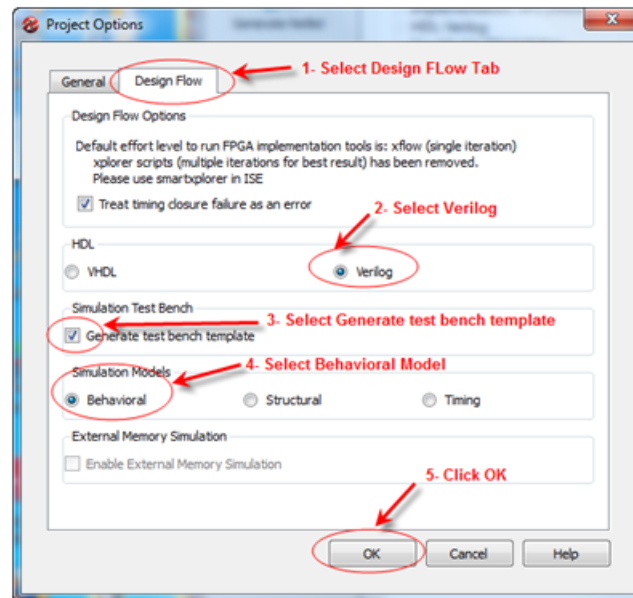 Project Options
1- Select Design FLow Tab
General
Design Flow
Design Flow Options
Default effort level to run FPGA implementation tools is: xflow (single iteration)
xplorer scripts (multiple iterations for best result) has been removed.
Please use smartxplorer in ISE
Treat timing closure failure as an error
2- Select Verilog
HDL
VHDL
Verilog
Simulation Test Bench
3- Select Generate test bench template
Generate test bench template
4- Select Behavioral Model
Simulation Models
Behavioral
Structural
Timing
External Memory Simulation
Enable External Memory Simulation
5- Click OK
OK
Cancel
Help